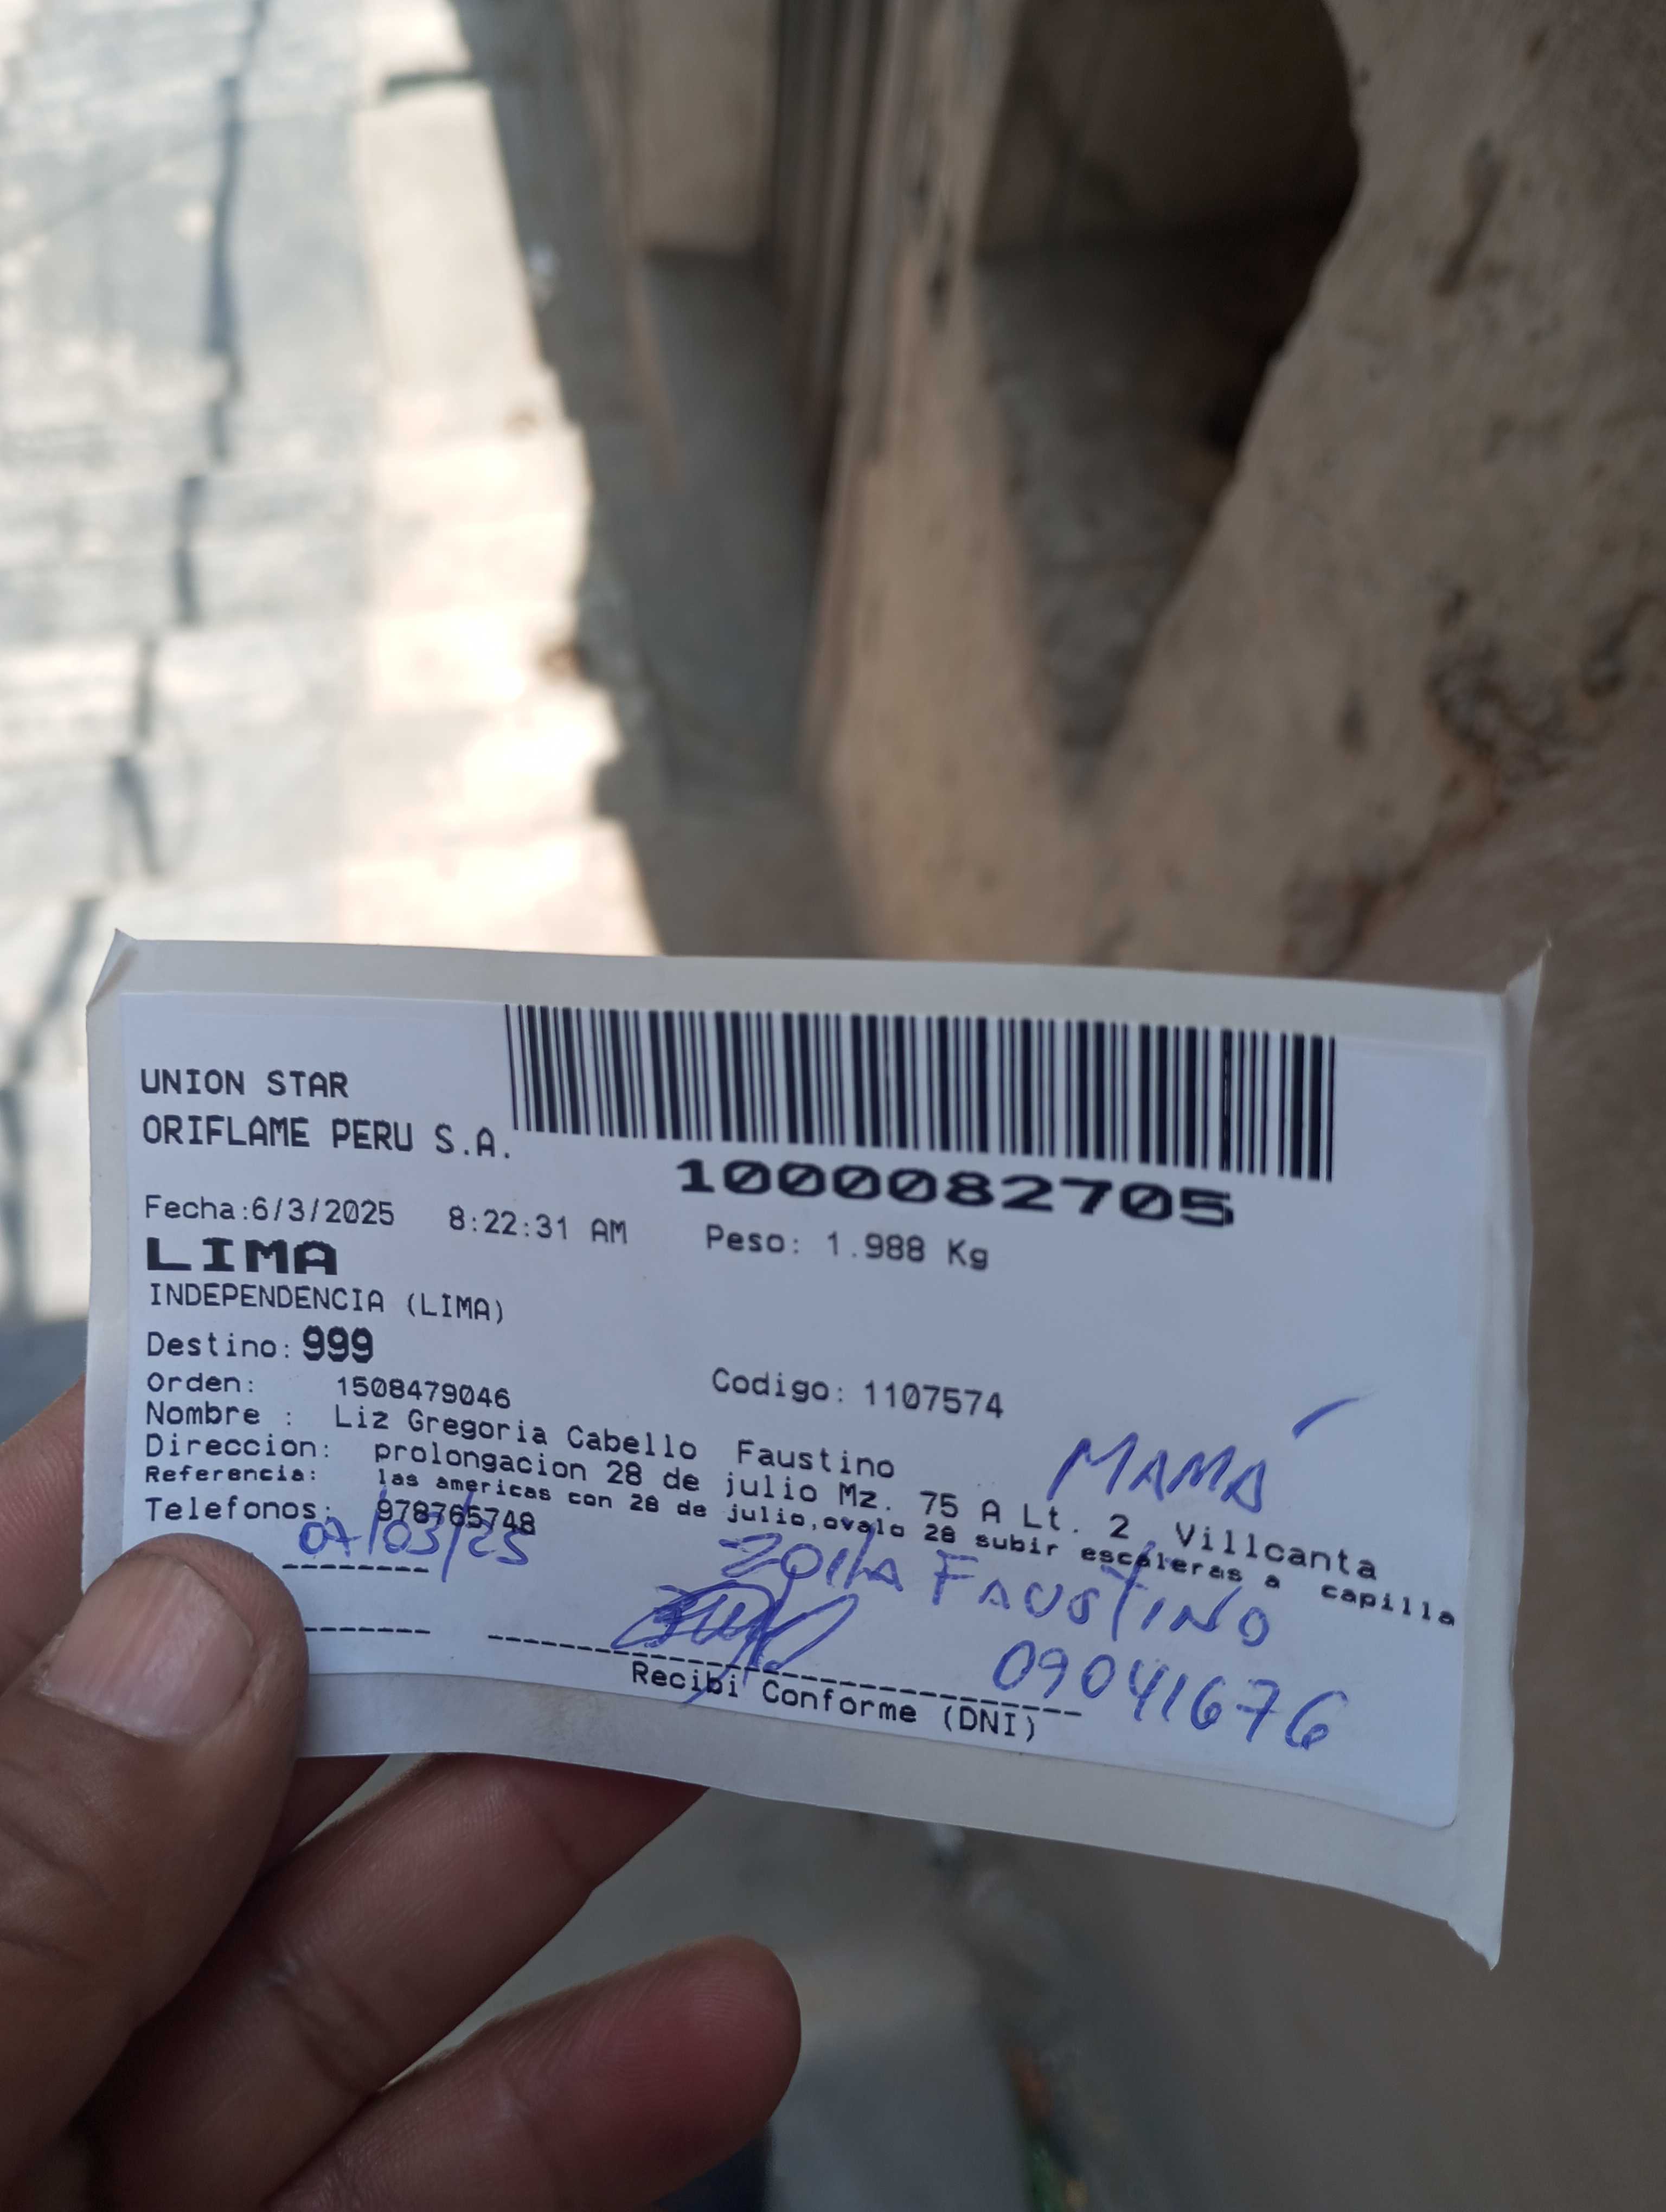 UNION STAR
ORIFLAME PERU S.A.
1000082705
Fecha:6/3/2025 8:22:31 AM Peso: 1.988 Kg
LIMA
INDEPENDENCIA (LIMA)
Destino: 999
Orden: 1508479046 Codigo: 1107574
Nombre : Liz Gregoria Cabello Faustino
MAMÁ
Direccion: prolongacion 28 de julio Mz. 75 A Lt. 2 Villcanta
Referencia: las americas con 28 de julio,ovalo 28 subir escaleras a capilla
Telefonos: 978765748
07/03/25
Zoila FAUSTINO
09041676
Recibi Conforme (DNI)